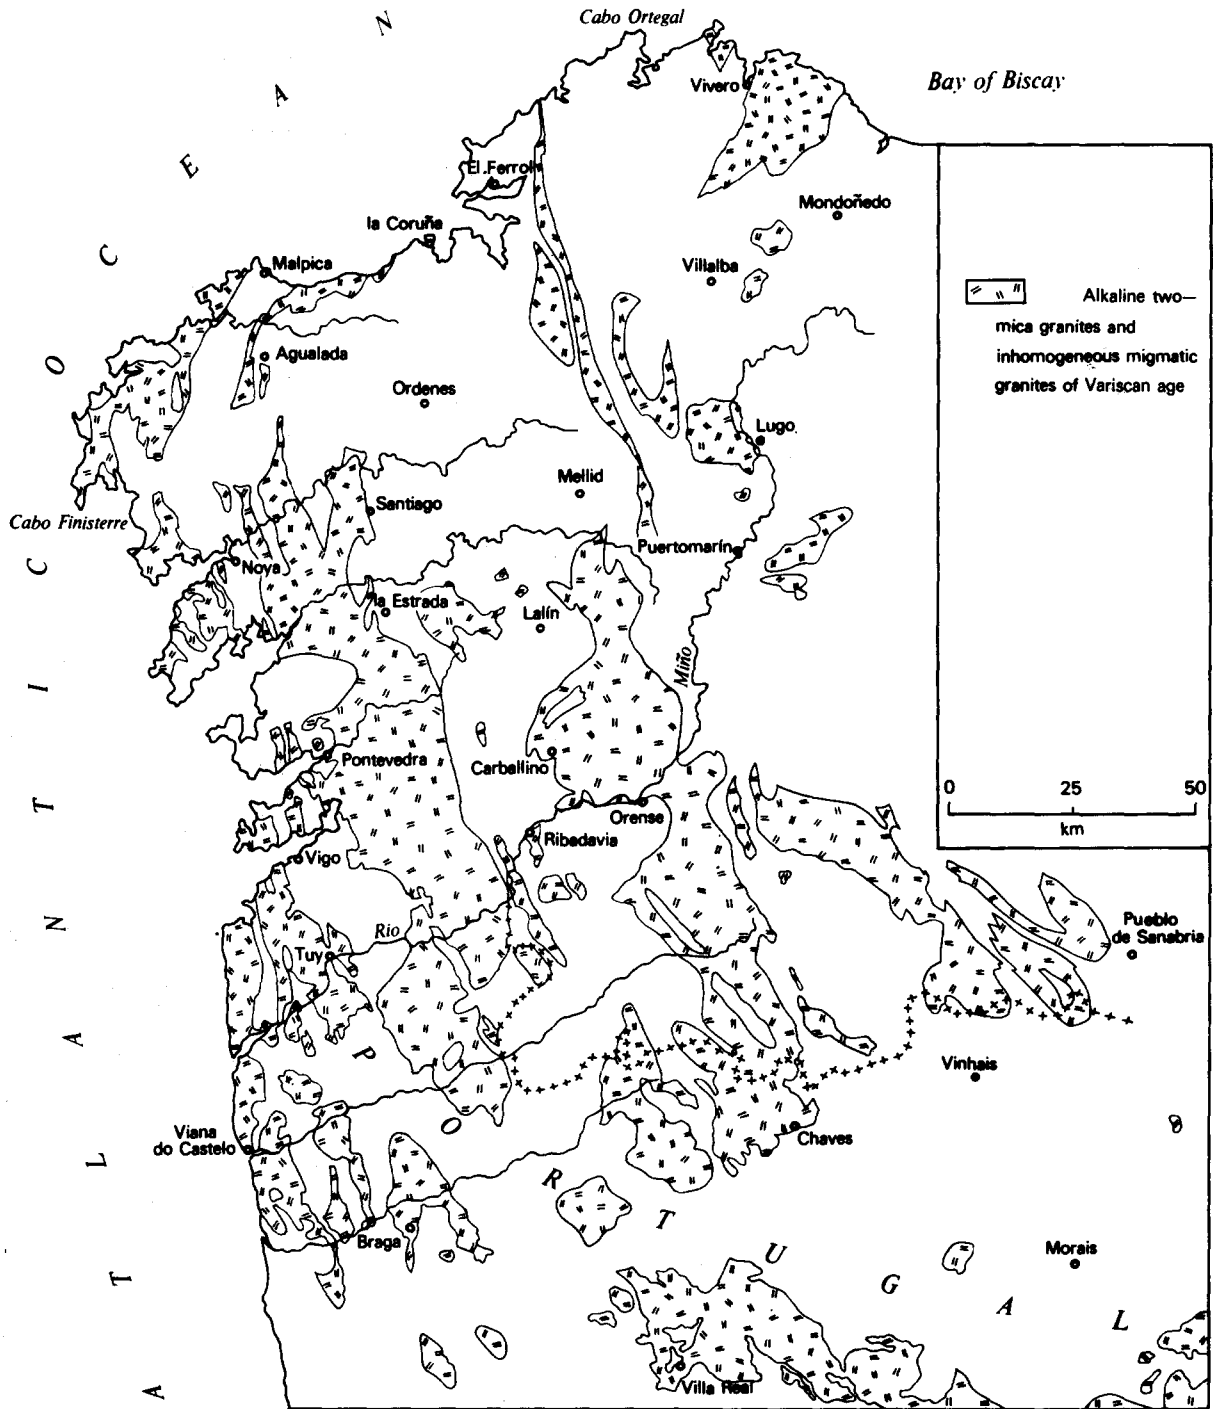 Cabo Ortegal
Bay of Biscay
Vivero
El Ferrol
Mondoñedo
la Coruña
Malpica
Villalba
Agualada
Ordenes
Lugo
Mellid
Santiago
Cabo Finisterre
Puertomarín
Noya
la Estrada
Lalín
Miño
Pontevedra
Carballino
Orense
Ribadavia
Vigo
Rio
Tuy
Pueblo
de Sanabria
Vinhais
Viana
do Castelo
Chaves
Braga
Morais
Villa Real
PORTUGAL
ATLANTIC OCEAN
Alkaline two—
mica granites and
inhomogeneous migmatic
granites of Variscan age
0 25 50
km